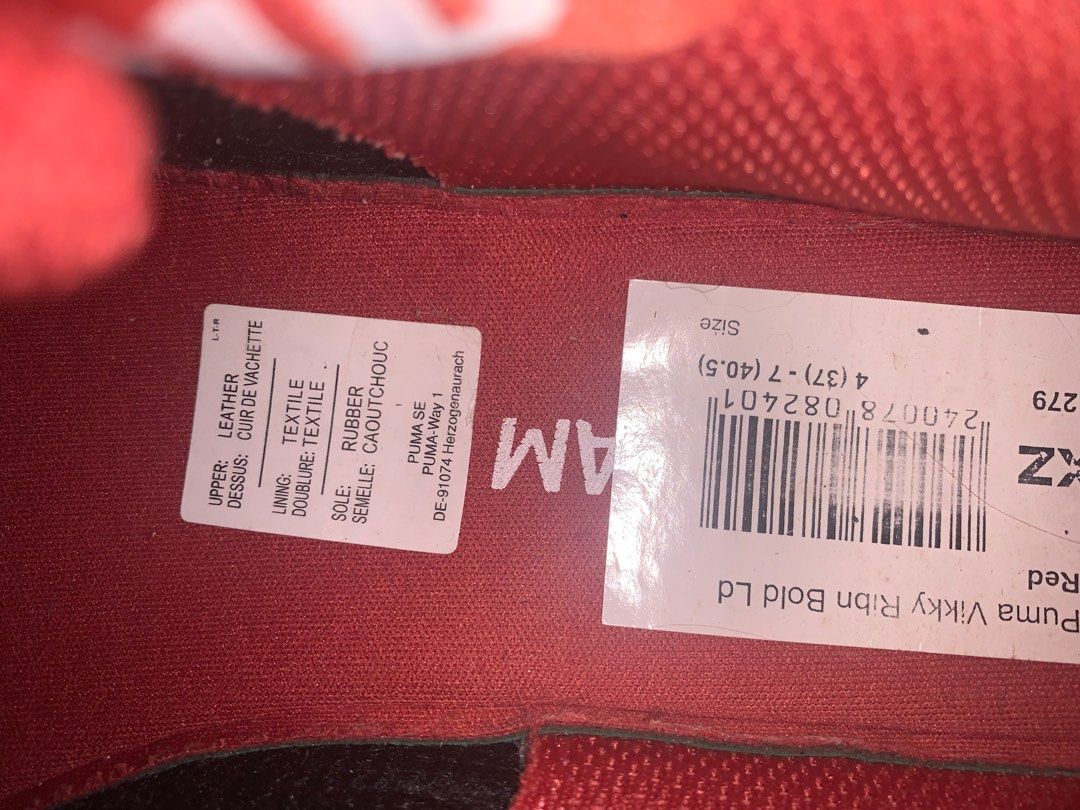 L-T-R
UPPER: LEATHER
DESSUS: CUIR DE VACHETTE
LINING: TEXTILE
DOUBLURE: TEXTILE
SOLE: RUBBER
SEMELLE: CAOUTCHOUC
PUMA SE
PUMA-Way 1
DE-91074 Herzogenaurach
AM
Puma Vikky Ribn Bold Ld
Red
279
240078 082401
4 (37) - 7 (40.5)
Size